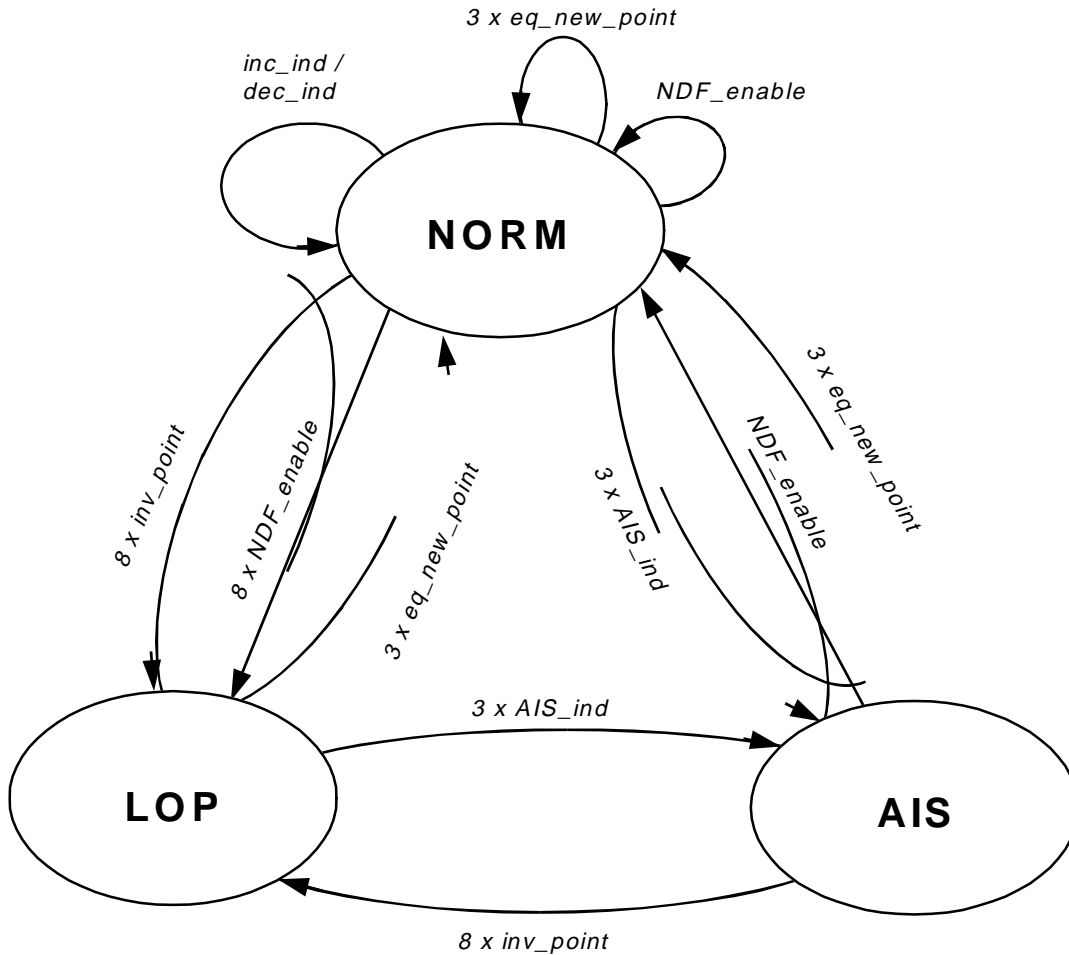 3 x eq_new_point
inc_ind /
dec_ind
NDF_enable
NORM
8 x inv_point
8 x NDF_enable
3 x eq_new_point
3 x AIS_ind
NDF_enable
3 x eq_new_point
3 x AIS_ind
LOP
AIS
8 x inv_point